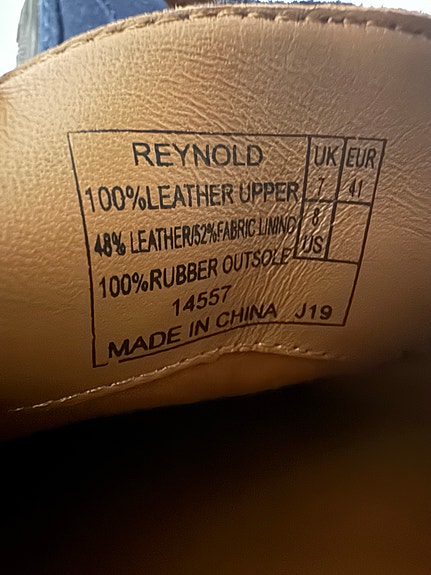 REYNOLD UK EUR
100%LEATHER UPPER 7 41
48% LEATHER/52%FABRIC LINING 8
100%RUBBER OUTSOLE US
14557
MADE IN CHINA J19